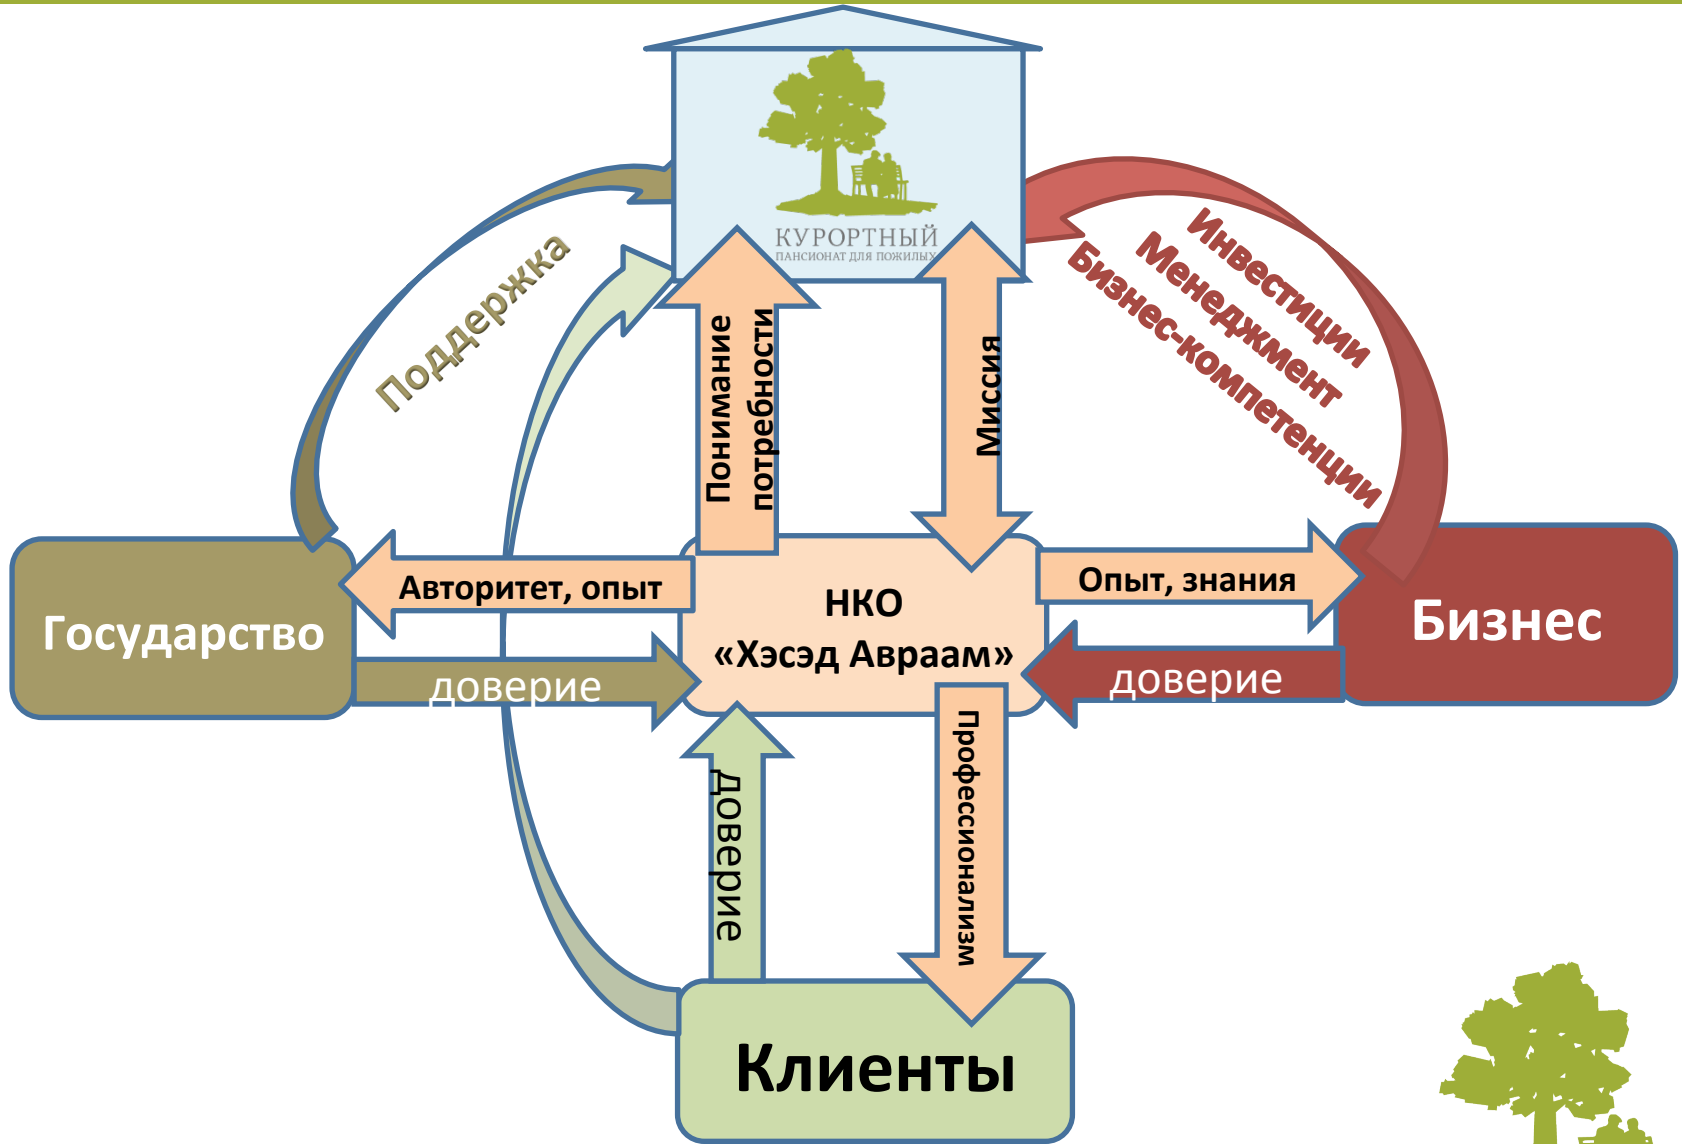 КУРОРТНЫЙ
ПАНСИОНАТ ДЛЯ ПОЖИЛЫХ
Поддержка
Инвестиции
Менеджмент
Бизнес-компетенции
Понимание
потребности
Миссия
Государство
Авторитет, опыт
доверие
НКО
«Хэсэд Авраам»
Опыт, знания
доверие
Бизнес
доверие
Профессионализм
Клиенты